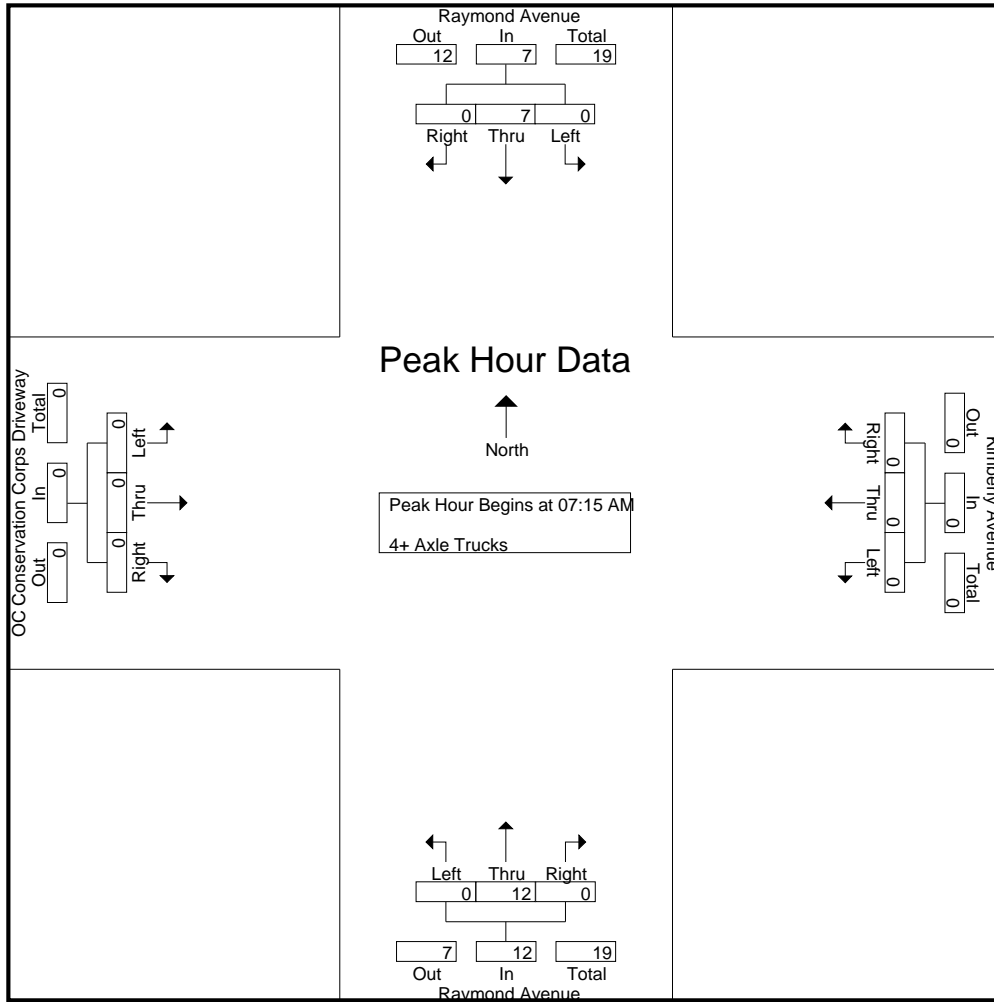 Raymond Avenue
Out In Total
12 7 19
0 7 0
Right Thru Left
Peak Hour Data
North
Peak Hour Begins at 07:15 AM
4+ Axle Trucks
OC Conservation Corps Driveway
Out In Total
0 0 0
0 0 0
Left Thru Right
Kimberly Avenue
Out In Total
0 0 0
0 0 0
Right Thru Left
Left Thru Right
0 12 0
7 12 19
Out In Total
Raymond Avenue